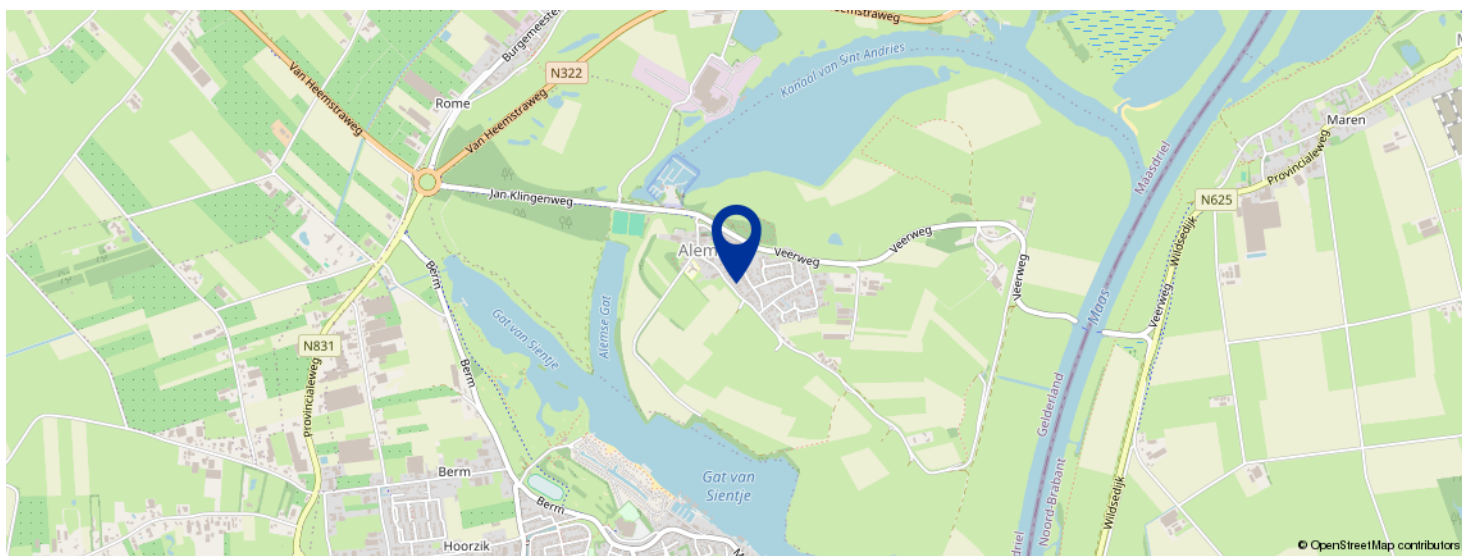 Heemstraweg
Burgemeester
Van Heemstraweg
N322
Rome
Van Heemstraweg
Kanaal van Sint Andries
Maren
Provincialeweg
Maasdriel
N625
Jan Klingenweg
Alem
Veerweg
Veerweg
Veerweg
Wildsedijk
Veerweg
Maas
Berm
Gat van Sientje
Alemse Gat
N831
Provincialeweg
Berm
Gelderland
Noord-Brabant
Wildsedijk
Berm
Gat van
Sientje
Berm
Hoorzik
© OpenStreetMap contributors